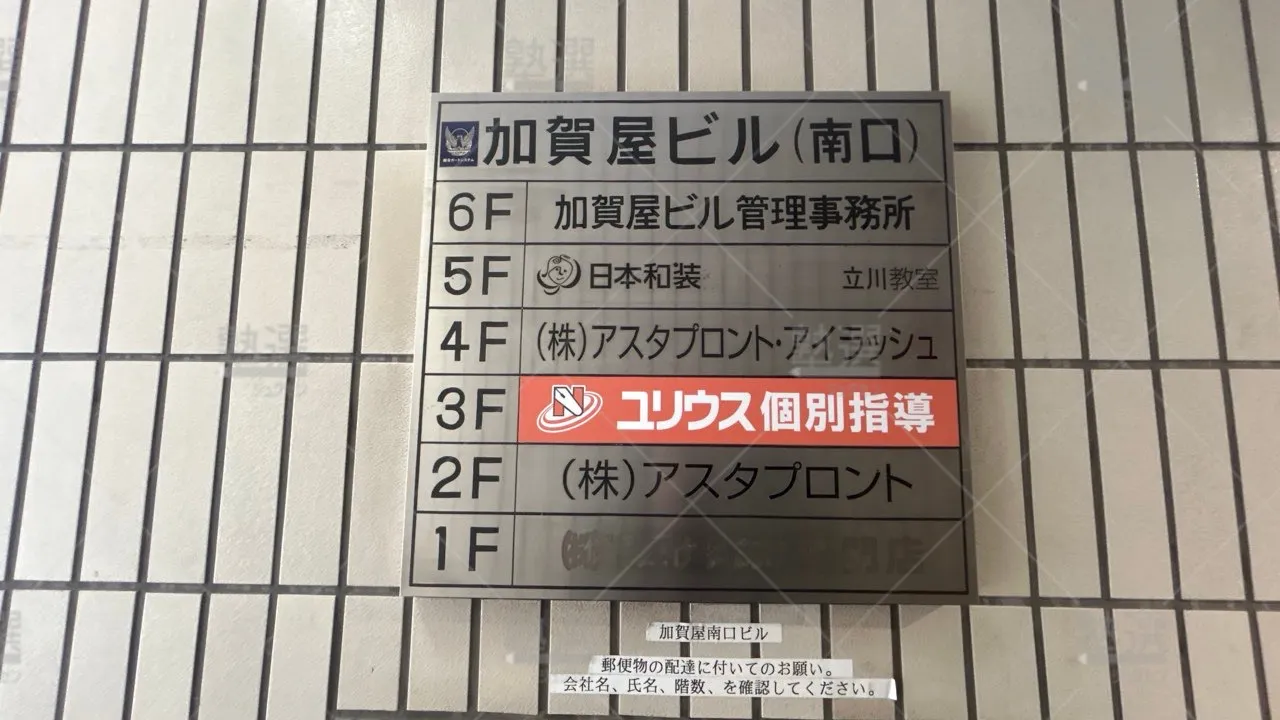 加賀屋ビル(南口)
6F 加賀屋ビル管理事務所
5F 日本和装 立川教室
4F (株)アスタプロント・アイラッシュ
3F ユリウス個別指導
2F (株)アスタプロント
1F
加賀屋南口ビル
郵便物の配達に付いてのお願い。
会社名、氏名、階数、を確認してください。